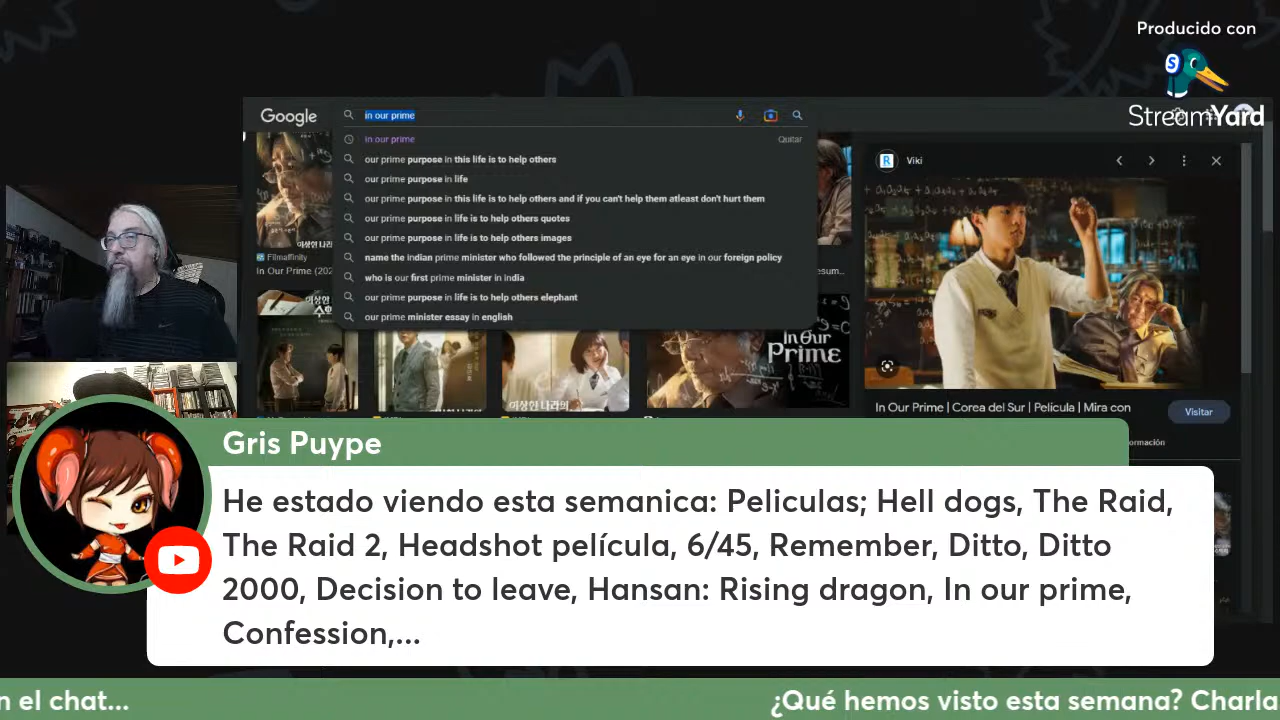 Producido con
StreamYard
Google
in our prime
in our prime
Quitar
our prime purpose in this life is to help others
our prime purpose in life
our prime purpose in this life is to help others and if you can't help them atleast don't hurt them
our prime purpose in life is to help others quotes
our prime purpose in life is to help others images
name the indian prime minister who followed the principle of an eye for an eye in our foreign policy
who is our first prime minister in india
our prime purpose in life is to help others elephant
our prime minister essay in english
Filmaffinity
In Our Prime (202
esum...
Viki
In Our PRIME
In Our Prime | Corea del Sur | Película | Mira con
Visitar
ormación
Gris Puype
He estado viendo esta semanica: Peliculas; Hell dogs, The Raid,
The Raid 2, Headshot película, 6/45, Remember, Ditto, Ditto
2000, Decision to leave, Hansan: Rising dragon, In our prime,
Confession,...
n el chat...
¿Qué hemos visto esta semana? Charla